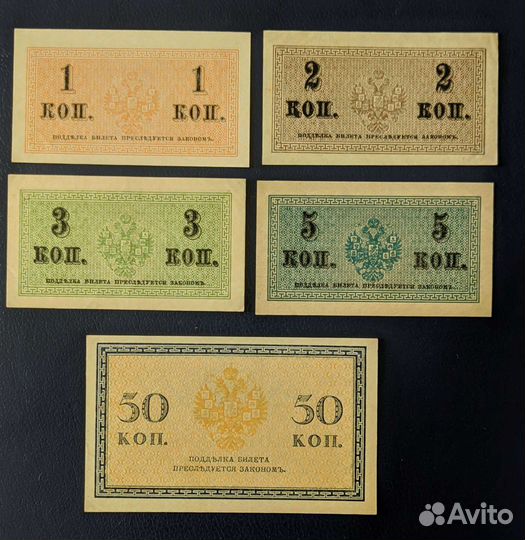 1 1
КОП. КОП.
ПОДДѢЛКА БИЛЕТА ПРЕСЛѢДУЕТСЯ ЗАКОНОМЪ.
2 2
КОП. КОП.
ПОДДѢЛКА БИЛЕТА ПРЕСЛѢДУЕТСЯ ЗАКОНОМЪ.
3 3
КОП. КОП.
ПОДДѢЛКА БИЛЕТА ПРЕСЛѢДУЕТСЯ ЗАКОНОМЪ.
5 5
КОП. КОП.
ПОДДѢЛКА БИЛЕТА ПРЕСЛѢДУЕТСЯ ЗАКОНОМЪ.
50 50
КОП. КОП.
ПОДДѢЛКА БИЛЕТА
ПРЕСЛѢДУЕТСЯ ЗАКОНОМЪ.
Avito